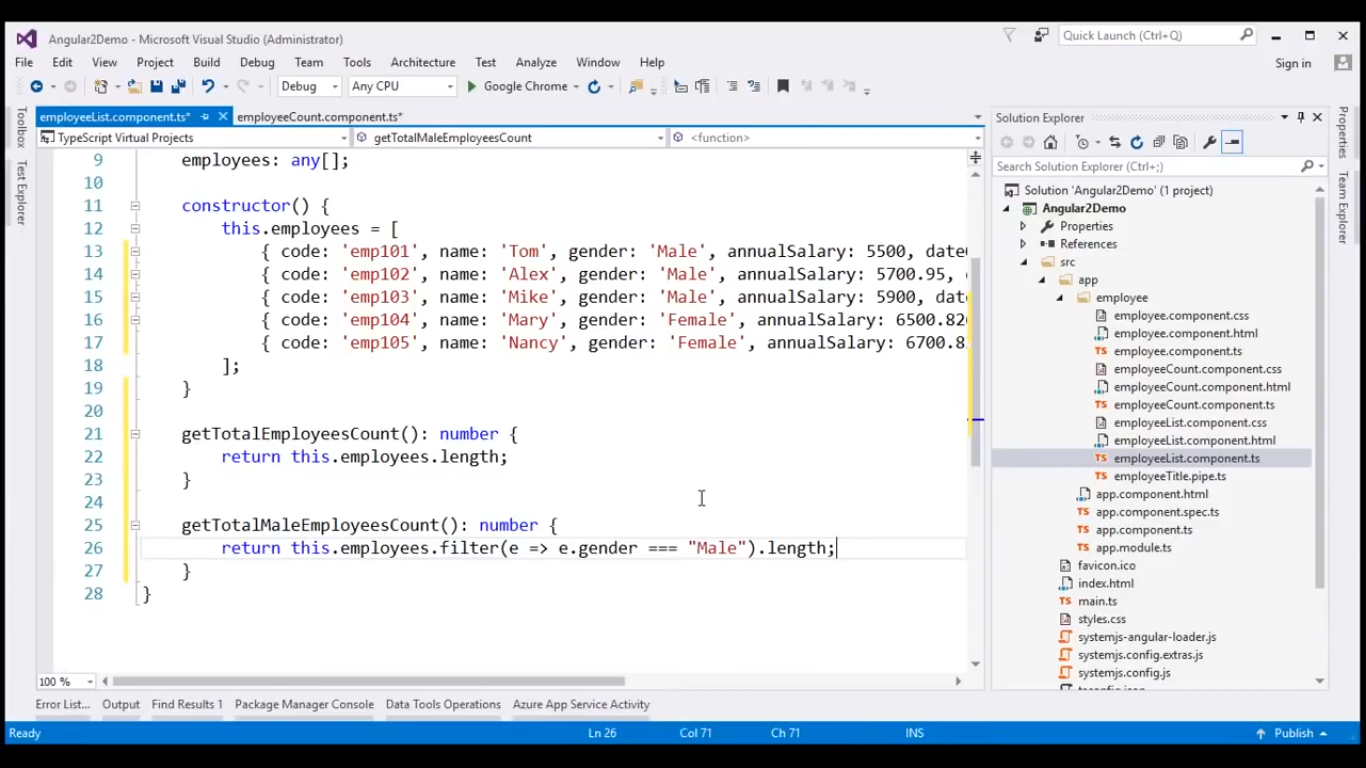 Angular2Demo - Microsoft Visual Studio (Administrator)
Quick Launch (Ctrl+Q)
File Edit View Project Build Debug Team Tools Architecture Test Analyze Window Help
Sign in
Debug Any CPU Google Chrome
Toolbox
Test Explorer
employeeList.component.ts* employeeCount.component.ts*
TypeScript Virtual Projects getTotalMaleEmployeesCount <function>
9 employees: any[];
10
11 constructor() {
12 this.employees = [
13 { code: 'emp101', name: 'Tom', gender: 'Male', annualSalary: 5500, date
14 { code: 'emp102', name: 'Alex', gender: 'Male', annualSalary: 5700.95,
15 { code: 'emp103', name: 'Mike', gender: 'Male', annualSalary: 5900, dat
16 { code: 'emp104', name: 'Mary', gender: 'Female', annualSalary: 6500.82
17 { code: 'emp105', name: 'Nancy', gender: 'Female', annualSalary: 6700.8
18 ];
19 }
20
21 getTotalEmployeesCount(): number {
22 return this.employees.length;
23 }
24
25 getTotalMaleEmployeesCount(): number {
26 return this.employees.filter(e => e.gender === "Male").length;
27 }
28 }
100 %
Solution Explorer
Search Solution Explorer (Ctrl+;)
Solution 'Angular2Demo' (1 project)
Angular2Demo
Properties
References
src
app
employee
employee.component.css
employee.component.html
TS employee.component.ts
employeeCount.component.css
employeeCount.component.html
TS employeeCount.component.ts
employeeList.component.css
employeeList.component.html
TS employeeList.component.ts
TS employeeTitle.pipe.ts
app.component.html
TS app.component.spec.ts
TS app.component.ts
TS app.module.ts
favicon.ico
index.html
TS main.ts
styles.css
systemjs-angular-loader.js
systemjs.config.extras.js
systemjs.config.js
Properties
Team Explorer
Error List... Output Find Results 1 Package Manager Console Data Tools Operations Azure App Service Activity
Ready Ln 26 Col 71 Ch 71 INS Publish